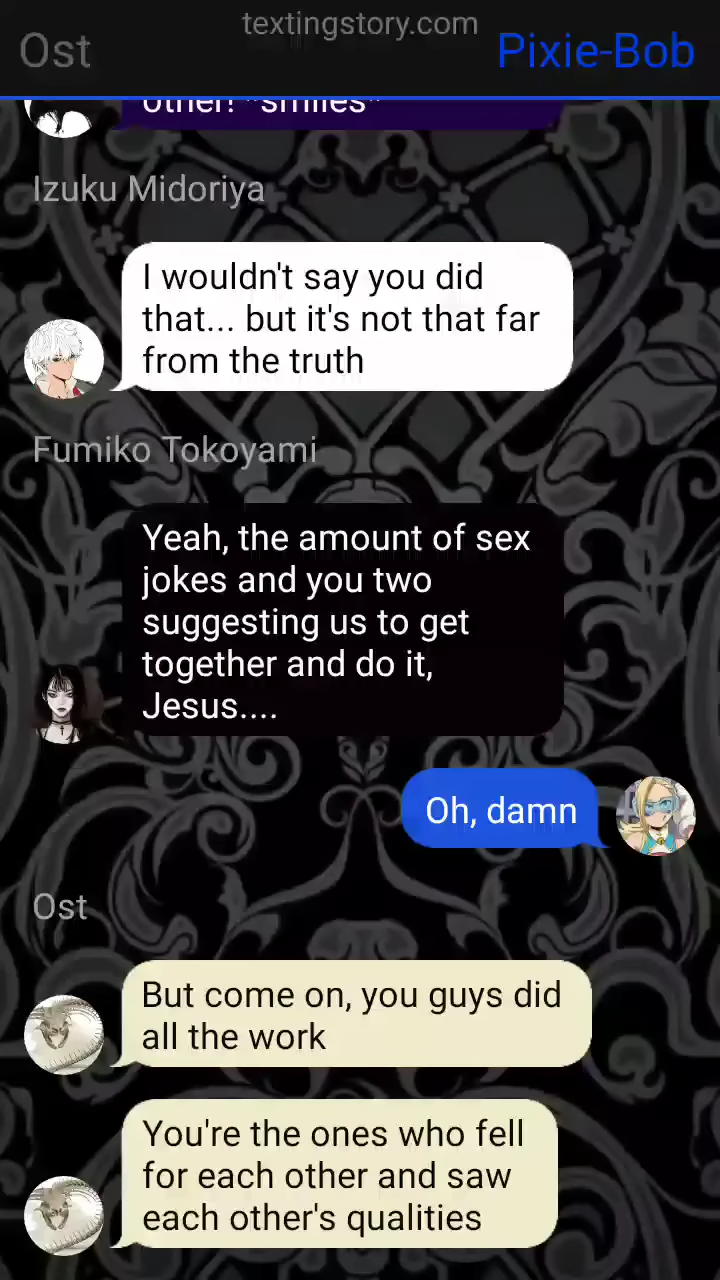 textingstory.com
Ost
Pixie-Bob
other! *smiles*
Izuku Midoriya
I wouldn't say you did
that... but it's not that far
from the truth
Fumiko Tokoyami
Yeah, the amount of sex
jokes and you two
suggesting us to get
together and do it,
Jesus....
Oh, damn
Ost
But come on, you guys did
all the work
You're the ones who fell
for each other and saw
each other's qualities